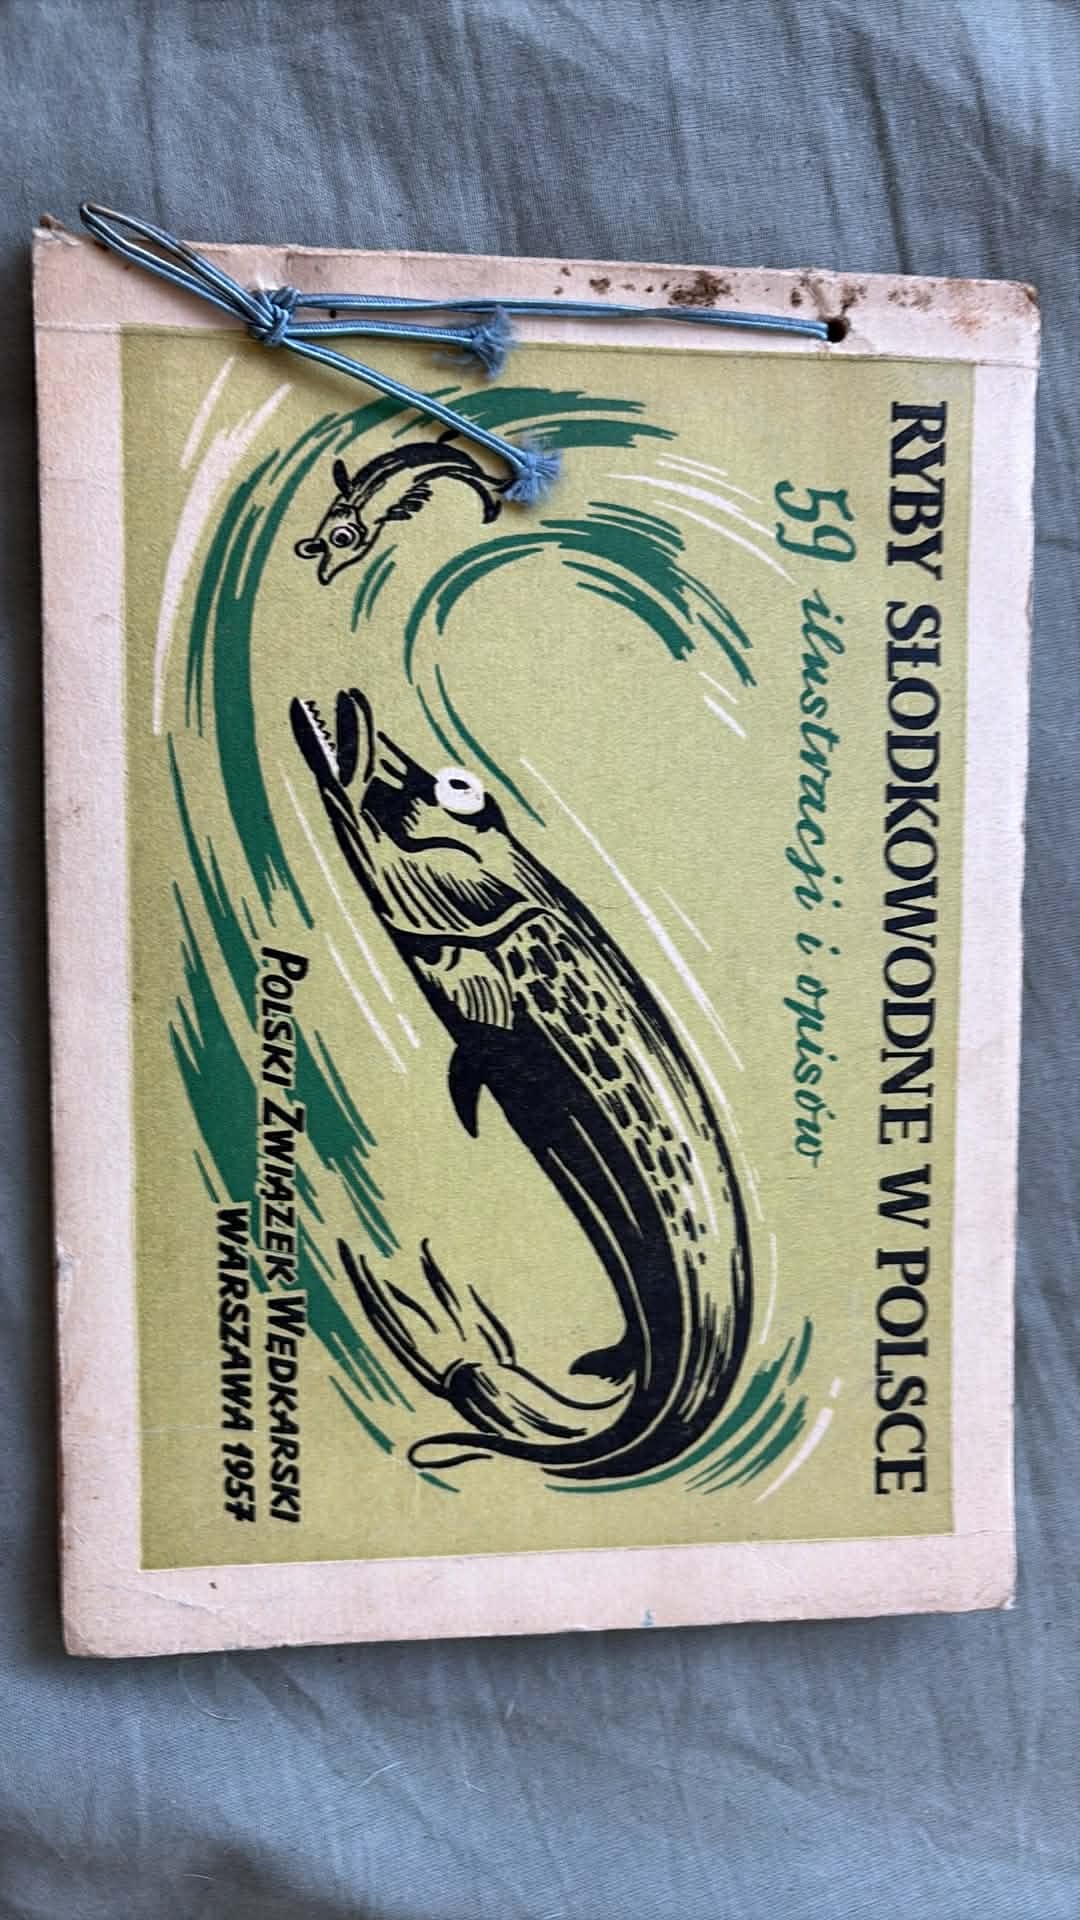 RYBY SŁODKOWODNE W POLSCE
59 ilustracji i opisów
POLSKI ZWIĄZEK WĘDKARSKI
WARSZAWA 1957